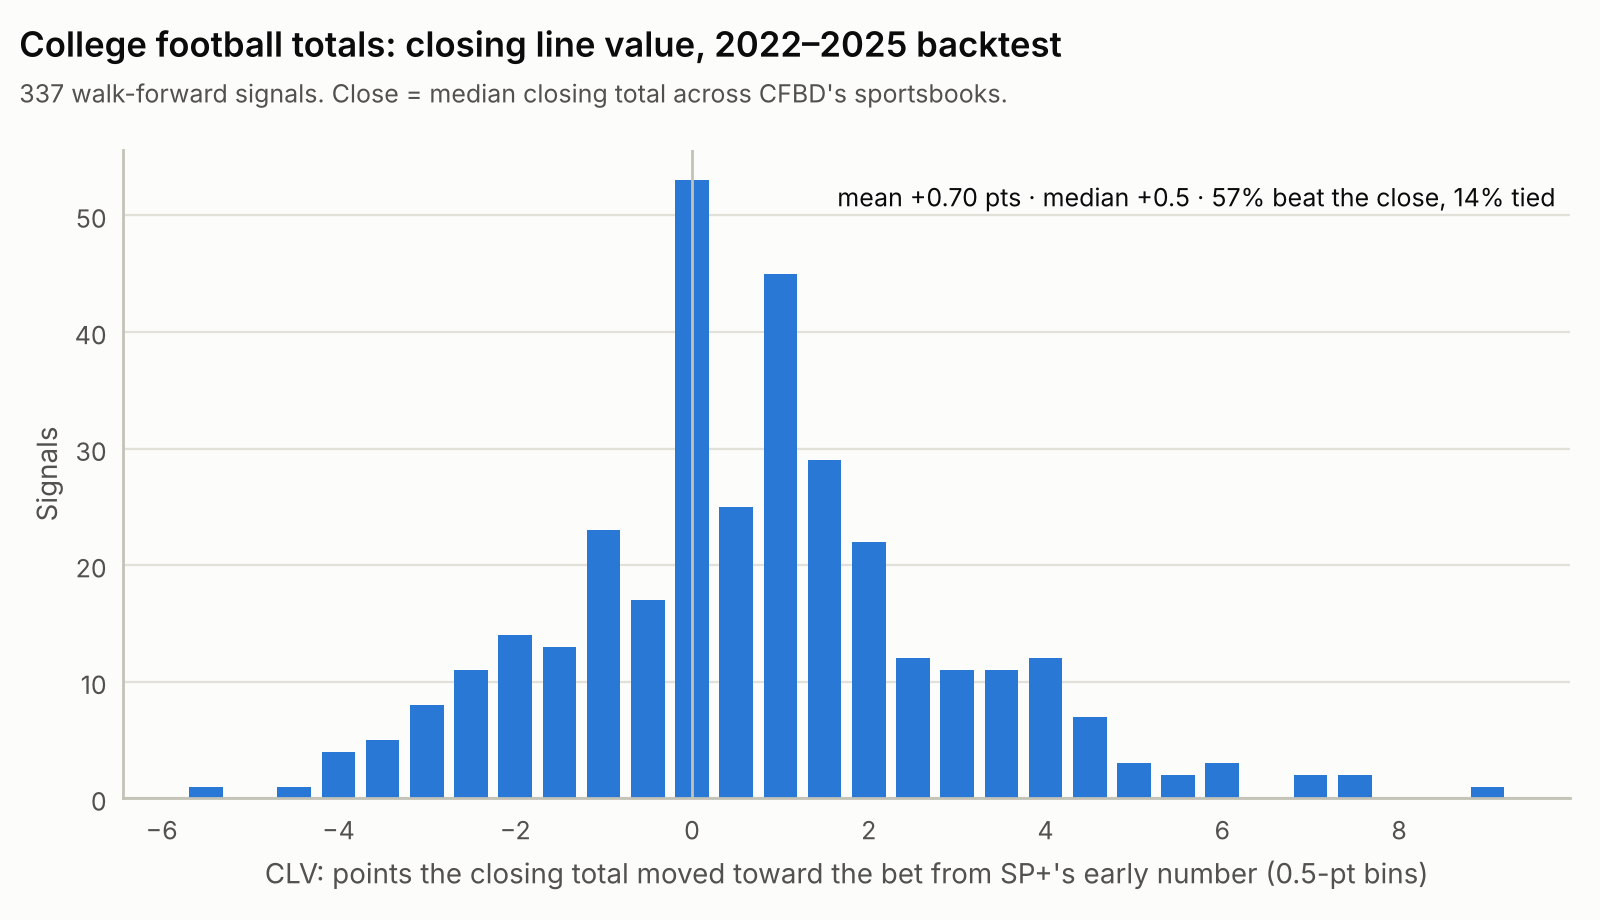 College football totals: closing line value, 2022–2025 backtest
337 walk-forward signals. Close = median closing total across CFBD's sportsbooks.
mean +0.70 pts · median +0.5 · 57% beat the close, 14% tied
50
40
30
20
10
0
Signals
−6 −4 −2 0 2 4 6 8
CLV: points the closing total moved toward the bet from SP+'s early number (0.5-pt bins)